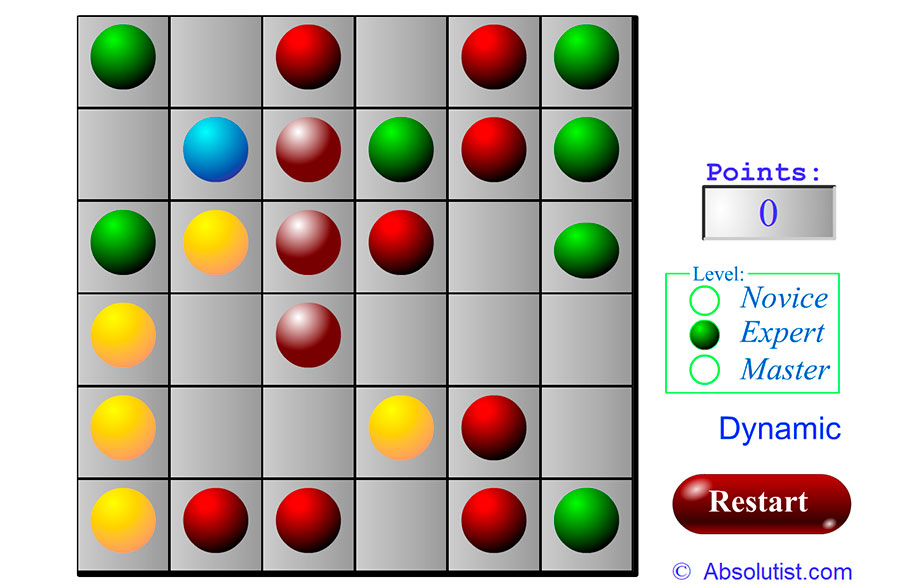 Points:
0
Level:
Novice
Expert
Master
Dynamic
Restart
© Absolutist.com